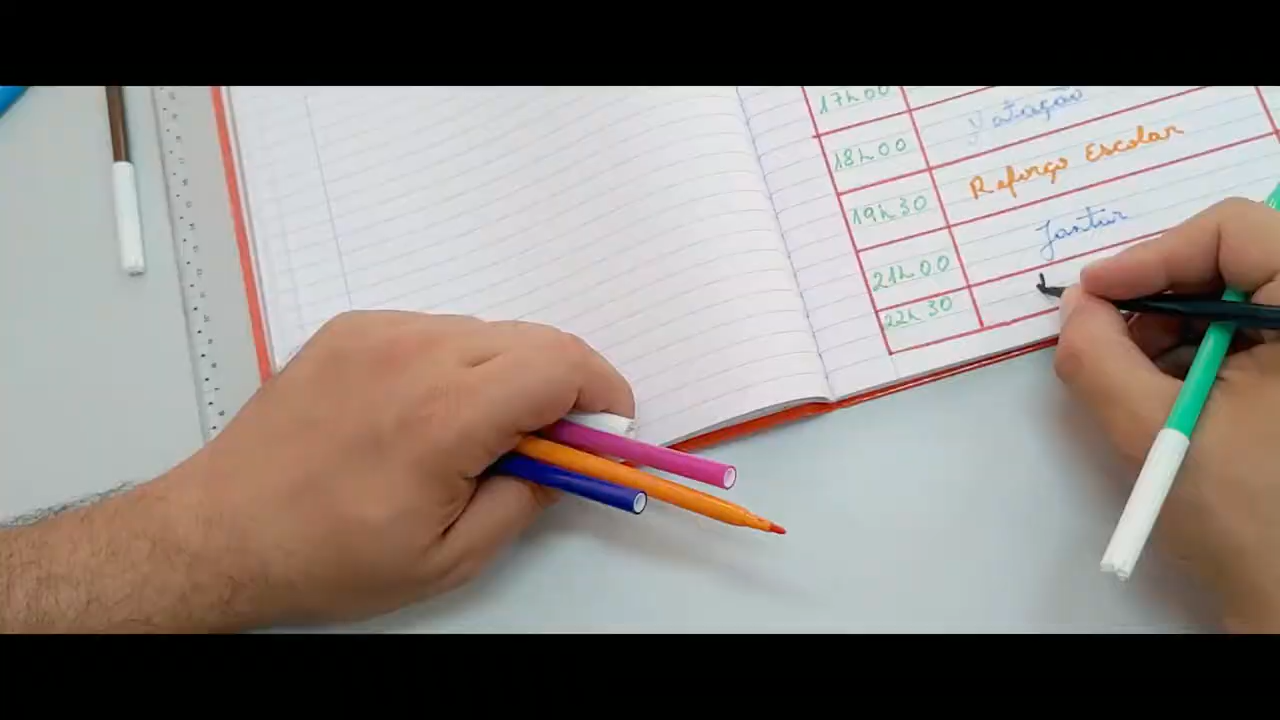 17h00
Natação
18h00
Reforço Escolar
19h30
Jantar
21h00
22h30